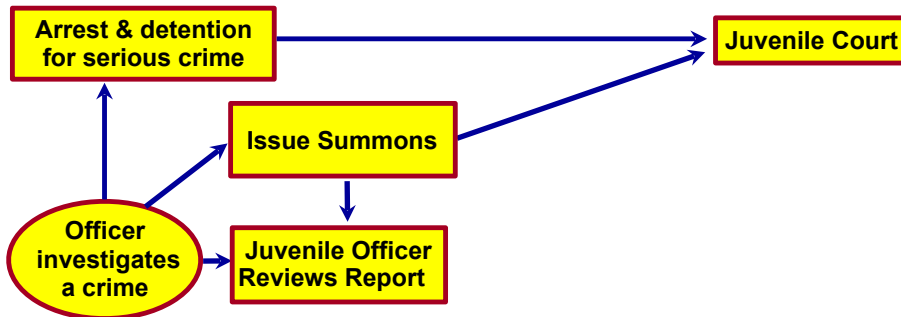 Arrest & detention
for serious crime
Juvenile Court
Issue Summons
Officer
investigates
a crime
Juvenile Officer
Reviews Report